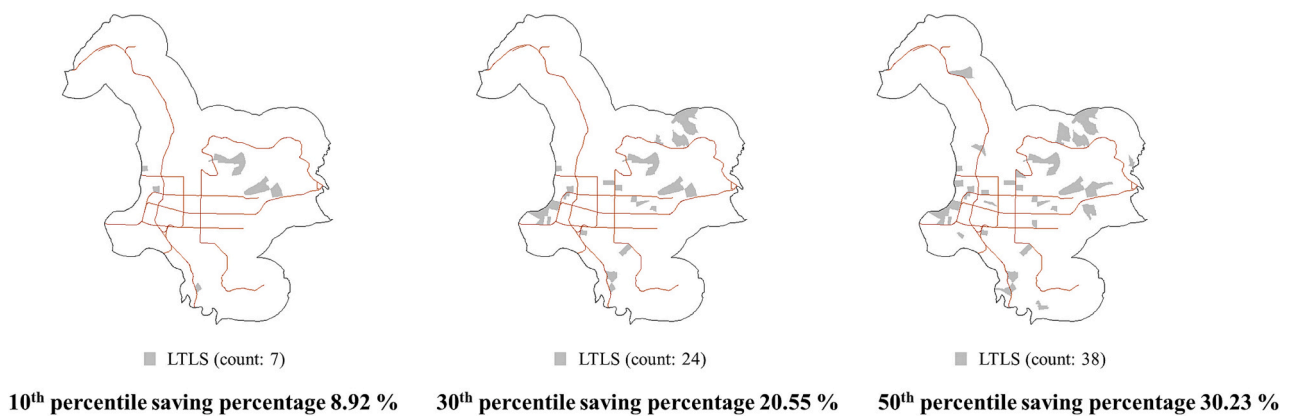 LTLS (count: 7)
LTLS (count: 24)
LTLS (count: 38)
10th percentile saving percentage 8.92 %
30th percentile saving percentage 20.55 %
50th percentile saving percentage 30.23 %